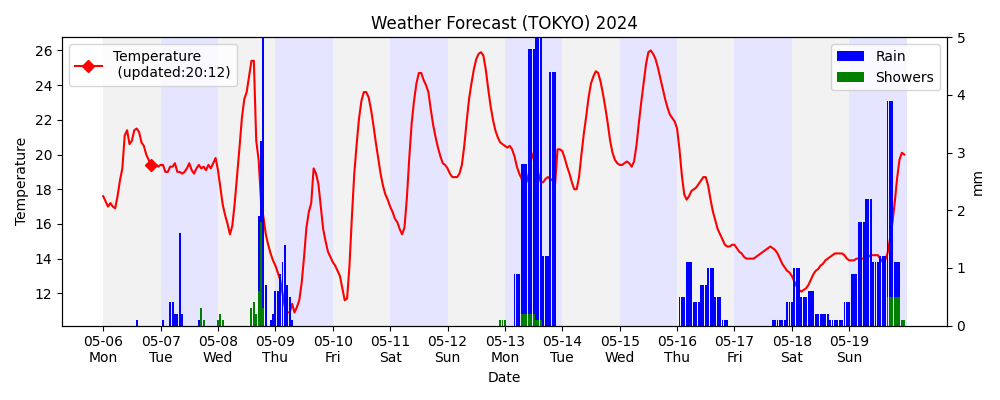 Weather Forecast (TOKYO) 2024
Temperature
(updated:20:12)
Rain
Showers
Temperature
26
24
22
20
18
16
14
12
5
4
3
2
1
0
mm
05-06 05-07 05-08 05-09 05-10 05-11 05-12 05-13 05-14 05-15 05-16 05-17 05-18 05-19
Mon Tue Wed Thu Fri Sat Sun Mon Tue Wed Thu Fri Sat Sun
Date